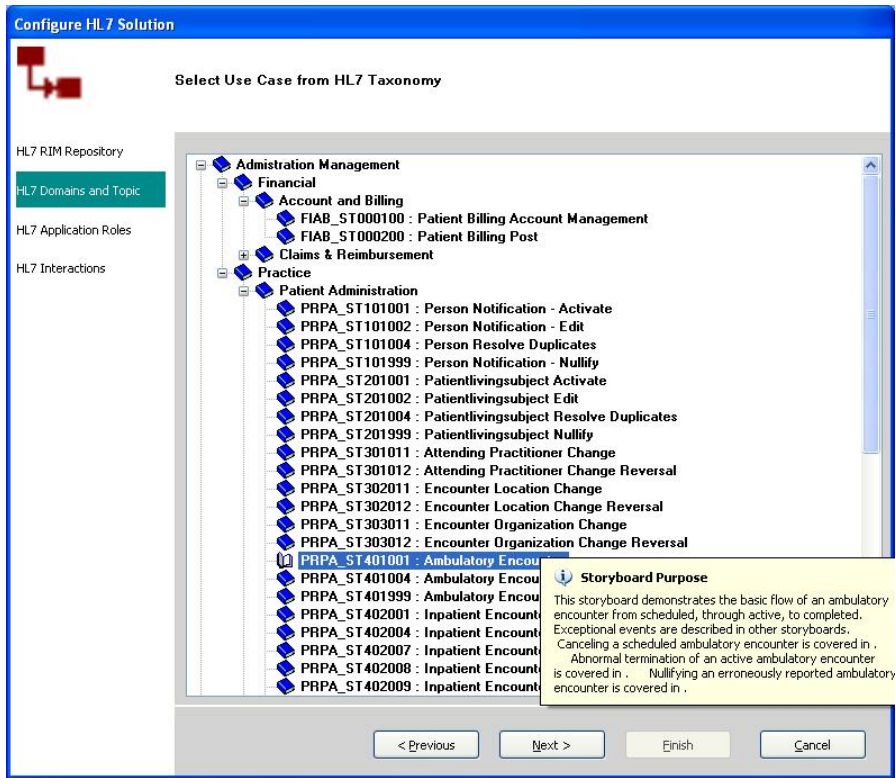 Configure HL7 Solution
Select Use Case from HL7 Taxonomy
HL7 RIM Repository
HL7 Domains and Topic
HL7 Application Roles
HL7 Interactions
Admistration Management
Financial
Account and Billing
FIAB_ST000100 : Patient Billing Account Management
FIAB_ST000200 : Patient Billing Post
Claims & Reimbursement
Practice
Patient Administration
PRPA_ST101001 : Person Notification - Activate
PRPA_ST101002 : Person Notification - Edit
PRPA_ST101004 : Person Resolve Duplicates
PRPA_ST101999 : Person Notification - Nullify
PRPA_ST201001 : Patientlivingsubject Activate
PRPA_ST201002 : Patientlivingsubject Edit
PRPA_ST201004 : Patientlivingsubject Resolve Duplicates
PRPA_ST201999 : Patientlivingsubject Nullify
PRPA_ST301011 : Attending Practitioner Change
PRPA_ST301012 : Attending Practitioner Change Reversal
PRPA_ST302011 : Encounter Location Change
PRPA_ST302012 : Encounter Location Change Reversal
PRPA_ST303011 : Encounter Organization Change
PRPA_ST303012 : Encounter Organization Change Reversal
PRPA_ST401001 : Ambulatory Encou
PRPA_ST401004 : Ambulatory Encou
PRPA_ST401999 : Ambulatory Encou
PRPA_ST402001 : Inpatient Encount
PRPA_ST402004 : Inpatient Encount
PRPA_ST402007 : Inpatient Encount
PRPA_ST402008 : Inpatient Encount
PRPA_ST402009 : Inpatient Encount
Storyboard Purpose
This storyboard demonstrates the basic flow of an ambulatory
encounter from scheduled, through active, to completed.
Exceptional events are described in other storyboards.
Canceling a scheduled ambulatory encounter is covered in .
Abnormal termination of an active ambulatory encounter
is covered in . Nullifying an erroneously reported ambulatory
encounter is covered in .
< Previous
Next >
Finish
Cancel